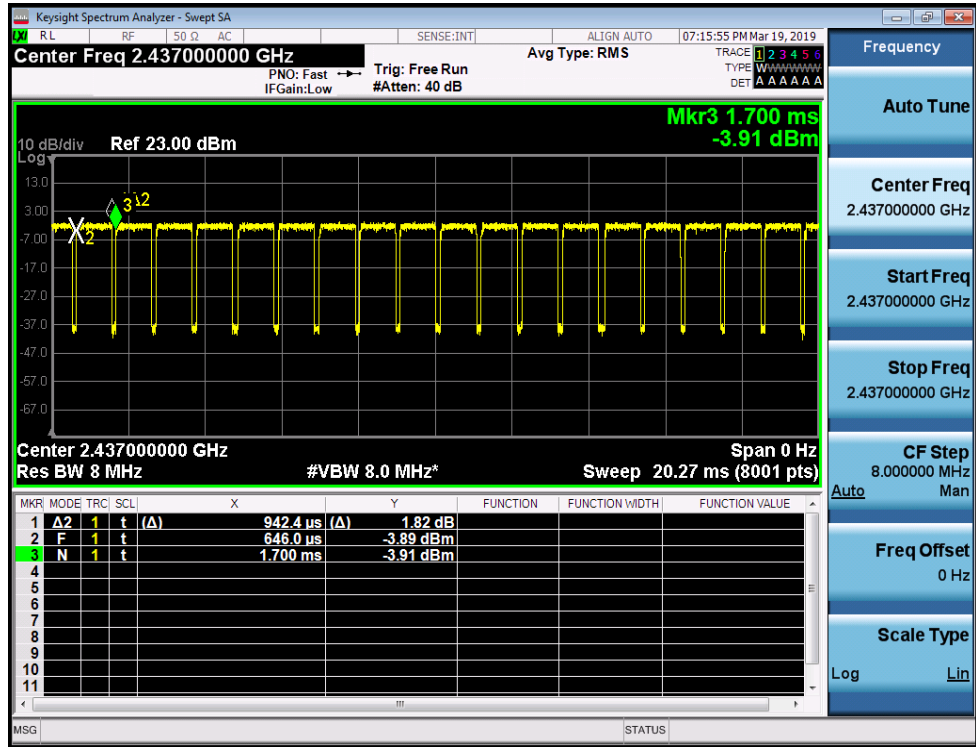 Keysight Spectrum Analyzer - Swept SA
LXI RL RF 50 Ω AC SENSE:INT ALIGN AUTO 07:15:55 PM Mar 19, 2019
Center Freq 2.437000000 GHz
PNO: Fast
IFGain:Low
Trig: Free Run
#Atten: 40 dB
Avg Type: RMS
TRACE 1 2 3 4 5 6
TYPE WWWWWW
DET A A A A A A
Mkr3 1.700 ms
-3.91 dBm
10 dB/div Ref 23.00 dBm
Log
13.0
3.00
-7.00
-17.0
-27.0
-37.0
-47.0
-57.0
-67.0
3 Δ2
2
Center 2.437000000 GHz Span 0 Hz
Res BW 8 MHz #VBW 8.0 MHz* Sweep 20.27 ms (8001 pts)
MKR MODE TRC SCL X Y FUNCTION FUNCTION WIDTH FUNCTION VALUE
1 Δ2 1 t (Δ) 942.4 µs (Δ) 1.82 dB
2 F 1 t 646.0 µs -3.89 dBm
3 N 1 t 1.700 ms -3.91 dBm
4
5
6
7
8
9
10
11
MSG STATUS
Frequency
Auto Tune
Center Freq
2.437000000 GHz
Start Freq
2.437000000 GHz
Stop Freq
2.437000000 GHz
CF Step
8.000000 MHz
Auto Man
Freq Offset
0 Hz
Scale Type
Log Lin